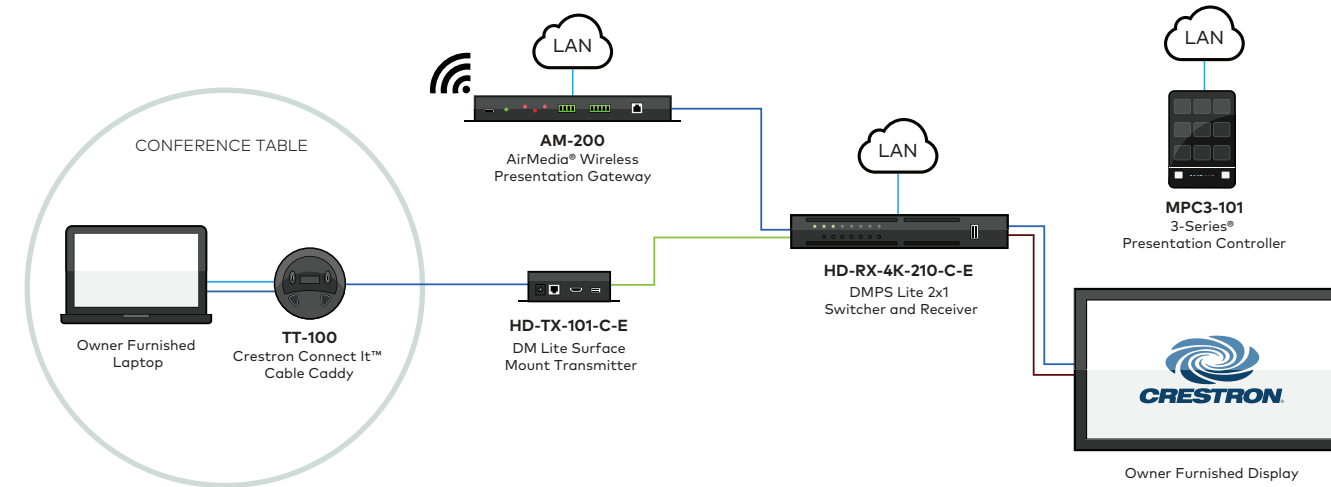 LAN
LAN
CONFERENCE TABLE
AM-200
AirMedia® Wireless
Presentation Gateway
LAN
MPC3-101
3-Series®
Presentation Controller
HD-RX-4K-210-C-E
DMPS Lite 2x1
Switcher and Receiver
Owner Furnished
Laptop
TT-100
Crestron Connect It™
Cable Caddy
HD-TX-101-C-E
DM Lite Surface
Mount Transmitter
CRESTRON
Owner Furnished Display